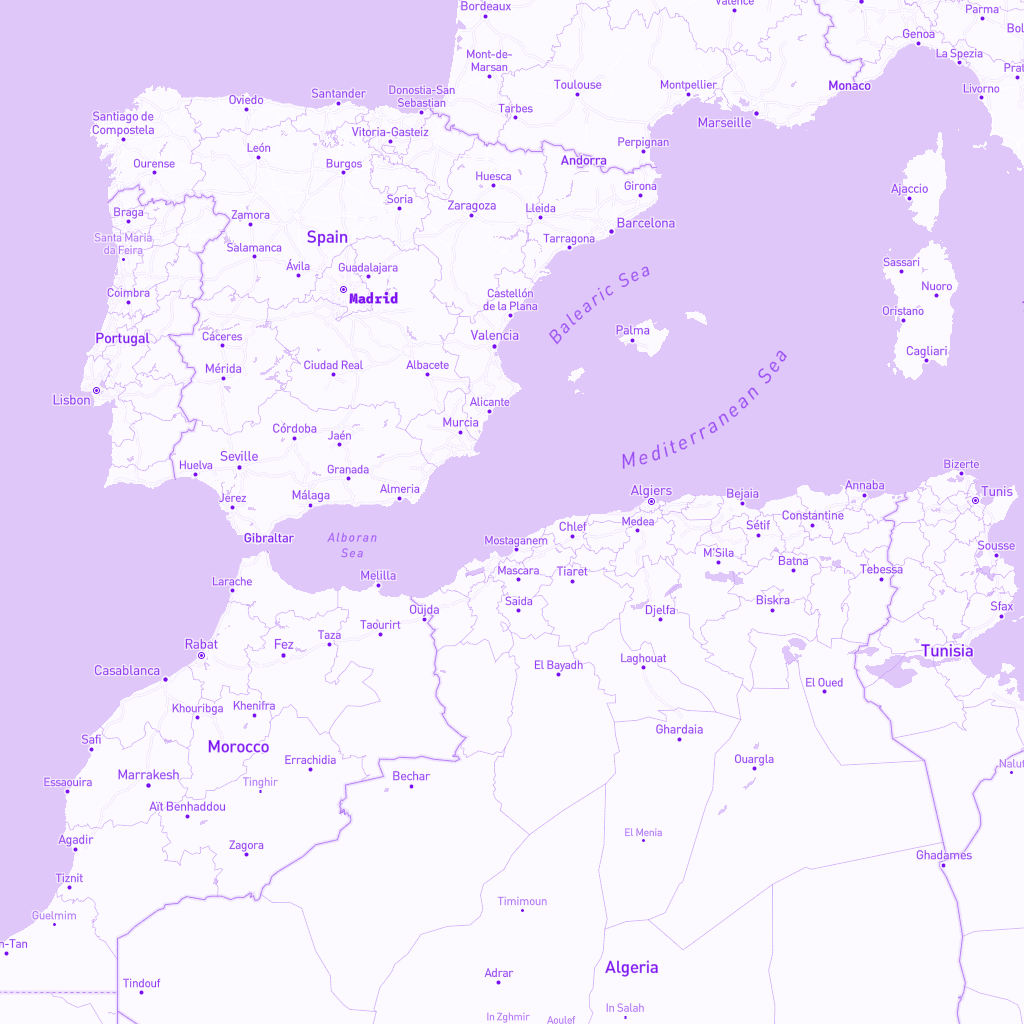 Bordeaux
Valence
Parma
Bol
Genoa
La Spezia
Mont-de-
Marsan
Prat
Toulouse
Montpellier
Monaco
Livorno
Santander
Donostia-San
Sebastian
Oviedo
Tarbes
Marseille
Santiago de
Compostela
Vitoria-Gasteiz
León
Perpignan
Ourense
Burgos
Andorra
Huesca
Girona
Ajaccio
Soria
Braga
Zamora
Zaragoza
Lleida
Barcelona
Santa Maria
da Feira
Spain
Tarragona
Salamanca
Ávila
Guadalajara
Sassari
Balearic Sea
Coimbra
Madrid
Castellón
de la Plana
Nuoro
Oristano
Portugal
Cáceres
Valencia
Palma
Cagliari
Mérida
Ciudad Real
Albacete
Mediterranean Sea
Lisbon
Alicante
Córdoba
Jaén
Murcia
Huelva
Seville
Granada
Bizerte
Jerez
Málaga
Almeria
Algiers
Bejaia
Annaba
Tunis
Gibraltar
Alboran
Sea
Mostaganem
Chlef
Medea
Sétif
Constantine
Sousse
Larache
Melilla
Mascara
Tiaret
M'Sila
Batna
Tebessa
Oujda
Saida
Djelfa
Biskra
Sfax
Rabat
Fez
Taza
Taourirt
Tunisia
Casablanca
El Bayadh
Laghouat
El Oued
Khouribga
Khenifra
Safi
Morocco
Ghardaia
Errachidia
Ouargla
Nalut
Essaouira
Marrakesh
Tinghir
Bechar
Aït Benhaddou
Agadir
Zagora
El Menia
Ghadames
Tiznit
Guelmim
Timimoun
n-Tan
Algeria
Tindouf
Adrar
In Salah
In Zghmir
Aoulef